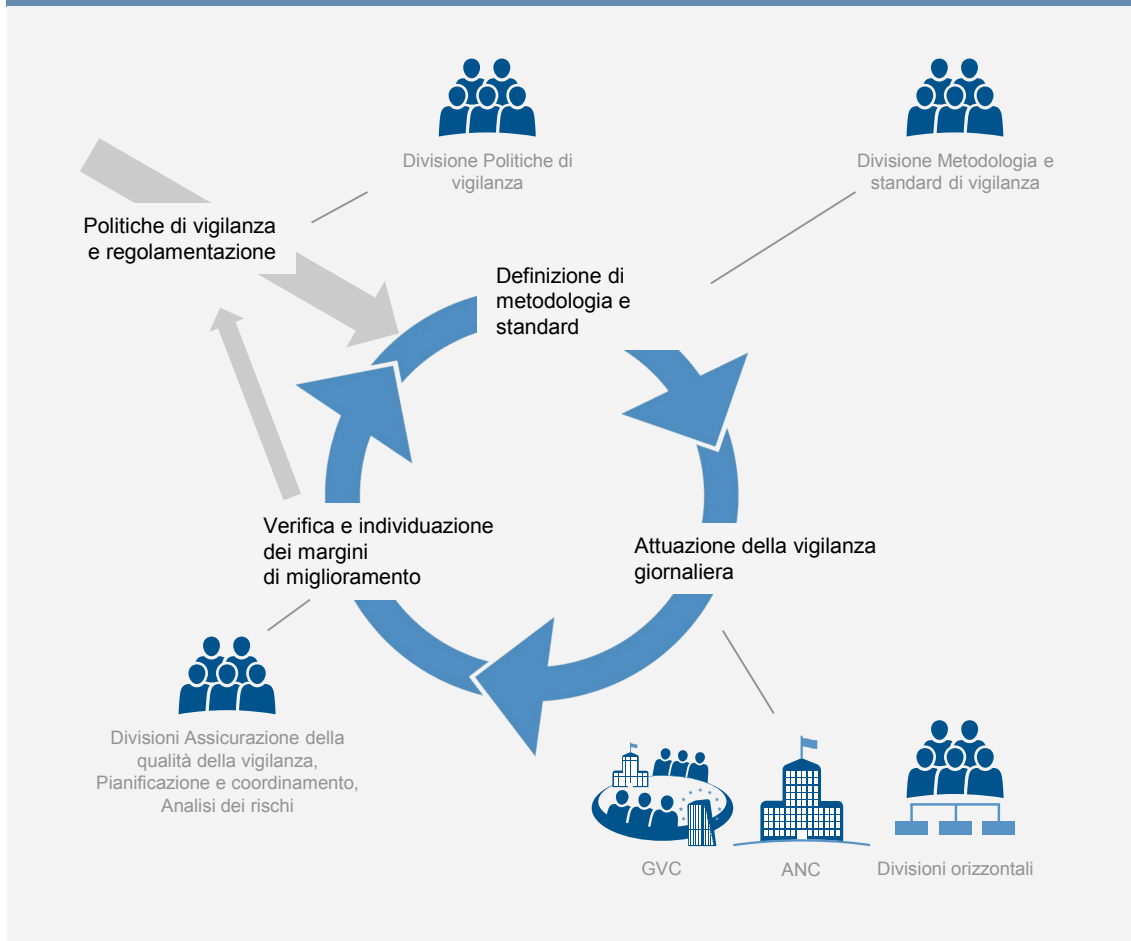 Divisione Politiche di
vigilanza
Divisione Metodologia e
standard di vigilanza
Politiche di vigilanza
e regolamentazione
Definizione di
metodologia e
standard
Verifica e individuazione
dei margini
di miglioramento
Attuazione della vigilanza
giornaliera
Divisioni Assicurazione della
qualità della vigilanza,
Pianificazione e coordinamento,
Analisi dei rischi
GVC
ANC
Divisioni orizzontali